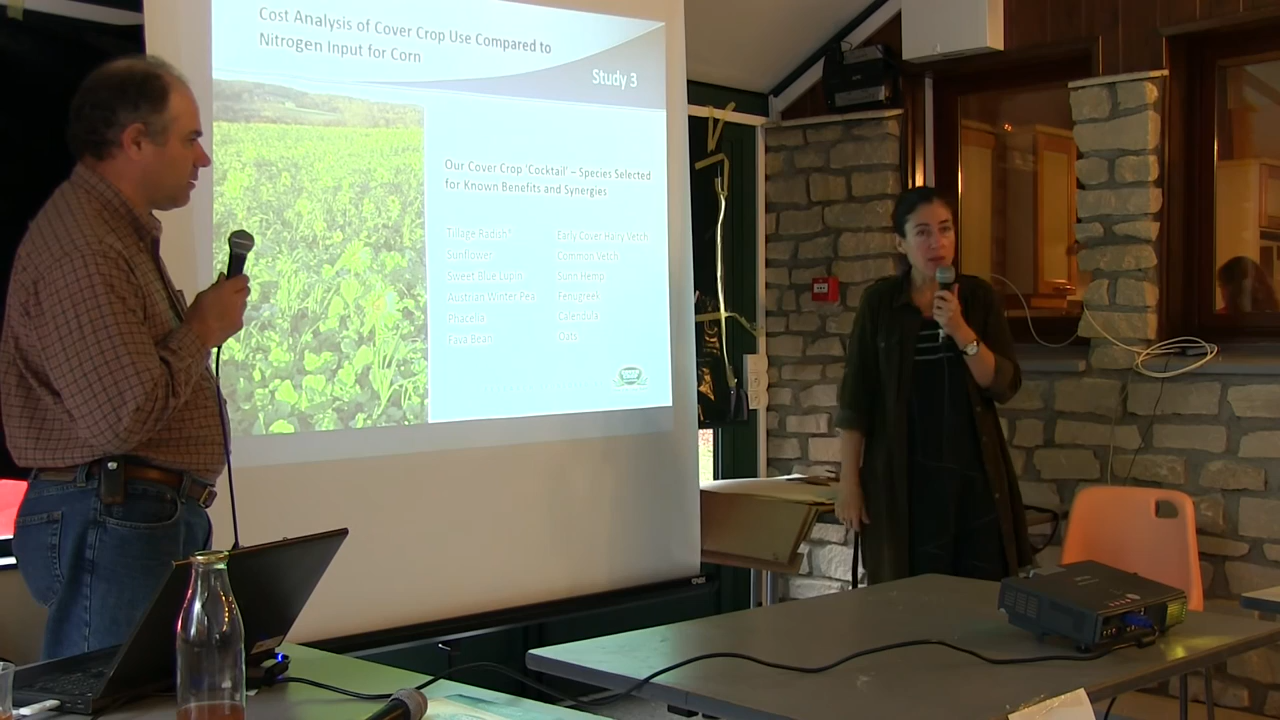 Cost Analysis of Cover Crop Use Compared to
Nitrogen Input for Corn
Study 3
Our Cover Crop 'Cocktail' – Species Selected
for Known Benefits and Synergies
Tillage Radish®
Sunflower
Sweet Blue Lupin
Austrian Winter Pea
Phacelia
Fava Bean
Early Cover Hairy Vetch
Common Vetch
Sunn Hemp
Fenugreek
Calendula
Oats